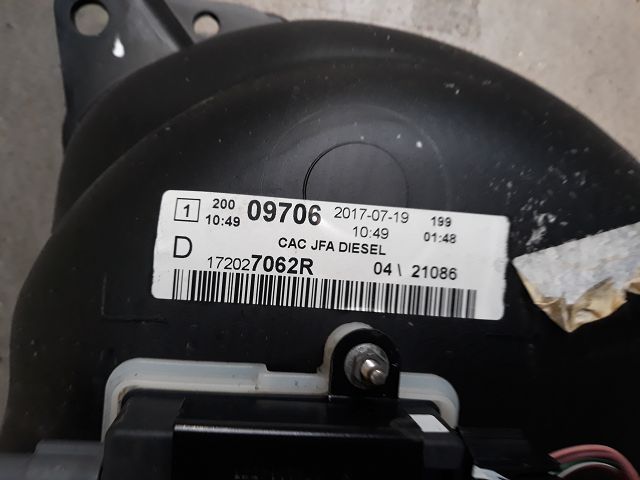 1 200 09706 2017-07-19 199
10:49 10:49 01:48
D CAC JFA DIESEL
172027062R 04 \ 21086